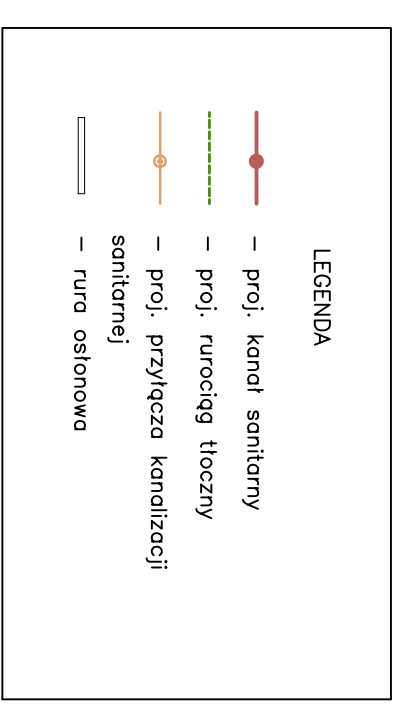 LEGENDA
– proj. kanał sanitarny
– proj. rurociąg tłoczny
– proj. przyłącza kanalizacji
sanitarnej
– rura osłonowa